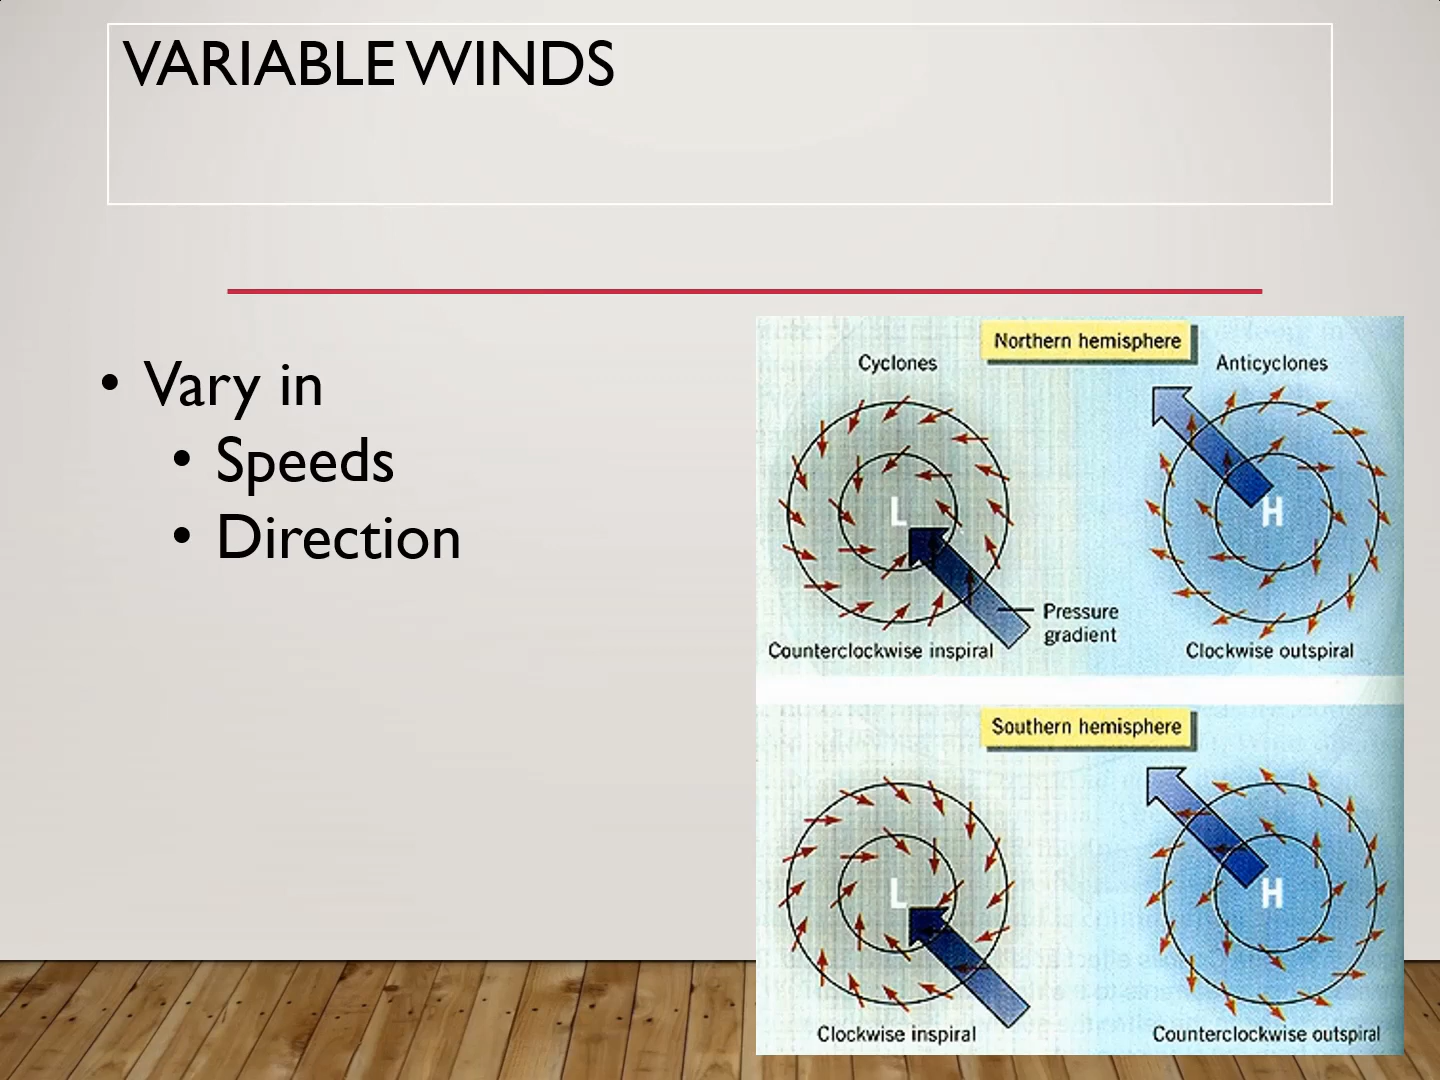 VARIABLE WINDS
• Vary in
• Speeds
• Direction
Northern hemisphere
Cyclones
Anticyclones
L
H
Pressure
gradient
Counterclockwise inspiral
Clockwise outspiral
Southern hemisphere
L
H
Clockwise inspiral
Counterclockwise outspiral